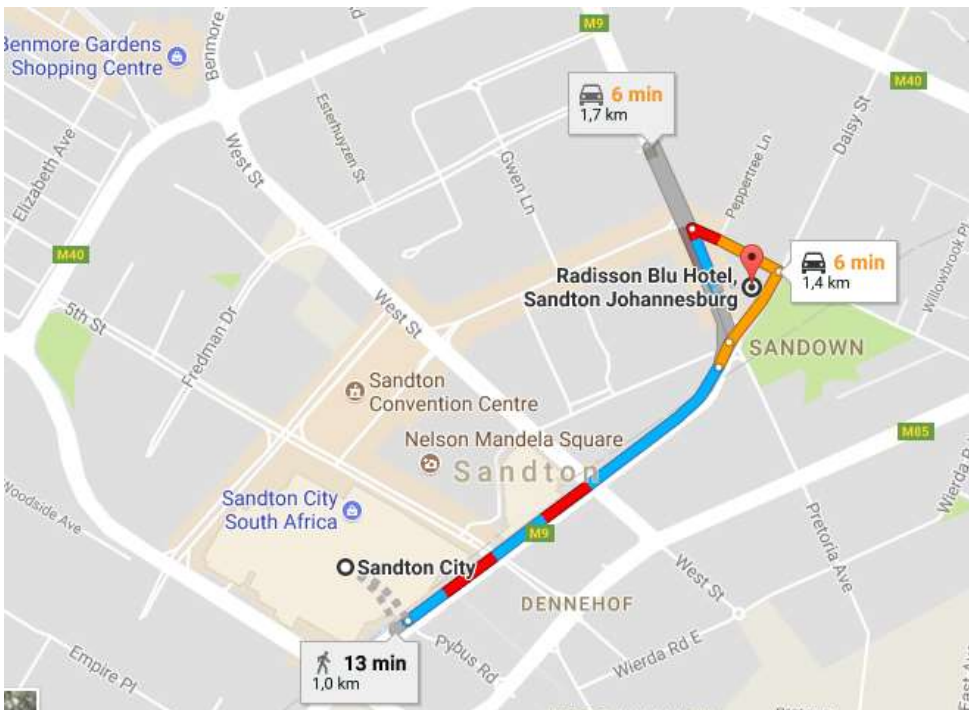 M9
Benmore Gardens
Shopping Centre
Benmore
Rd
6 min
1,7 km
M40
Esterhuyzen St
Elizabeth Ave
West St
Gwen Ln
Peppertree Ln
Daisy St
Willowbrook Pl
M40
Radisson Blu Hotel,
Sandton Johannesburg
6 min
1,4 km
5th St
Fredman Dr
West St
SANDOWN
Sandton
Convention Centre
Nelson Mandela Square
Sandton
M85
Woodside Ave
Sandton City
South Africa
M9
Wierda
Pretoria Ave
Sandton City
West St
DENNEHOF
13 min
1,0 km
Pybus Rd
Wierda Rd E
Empire Pl
East Ave